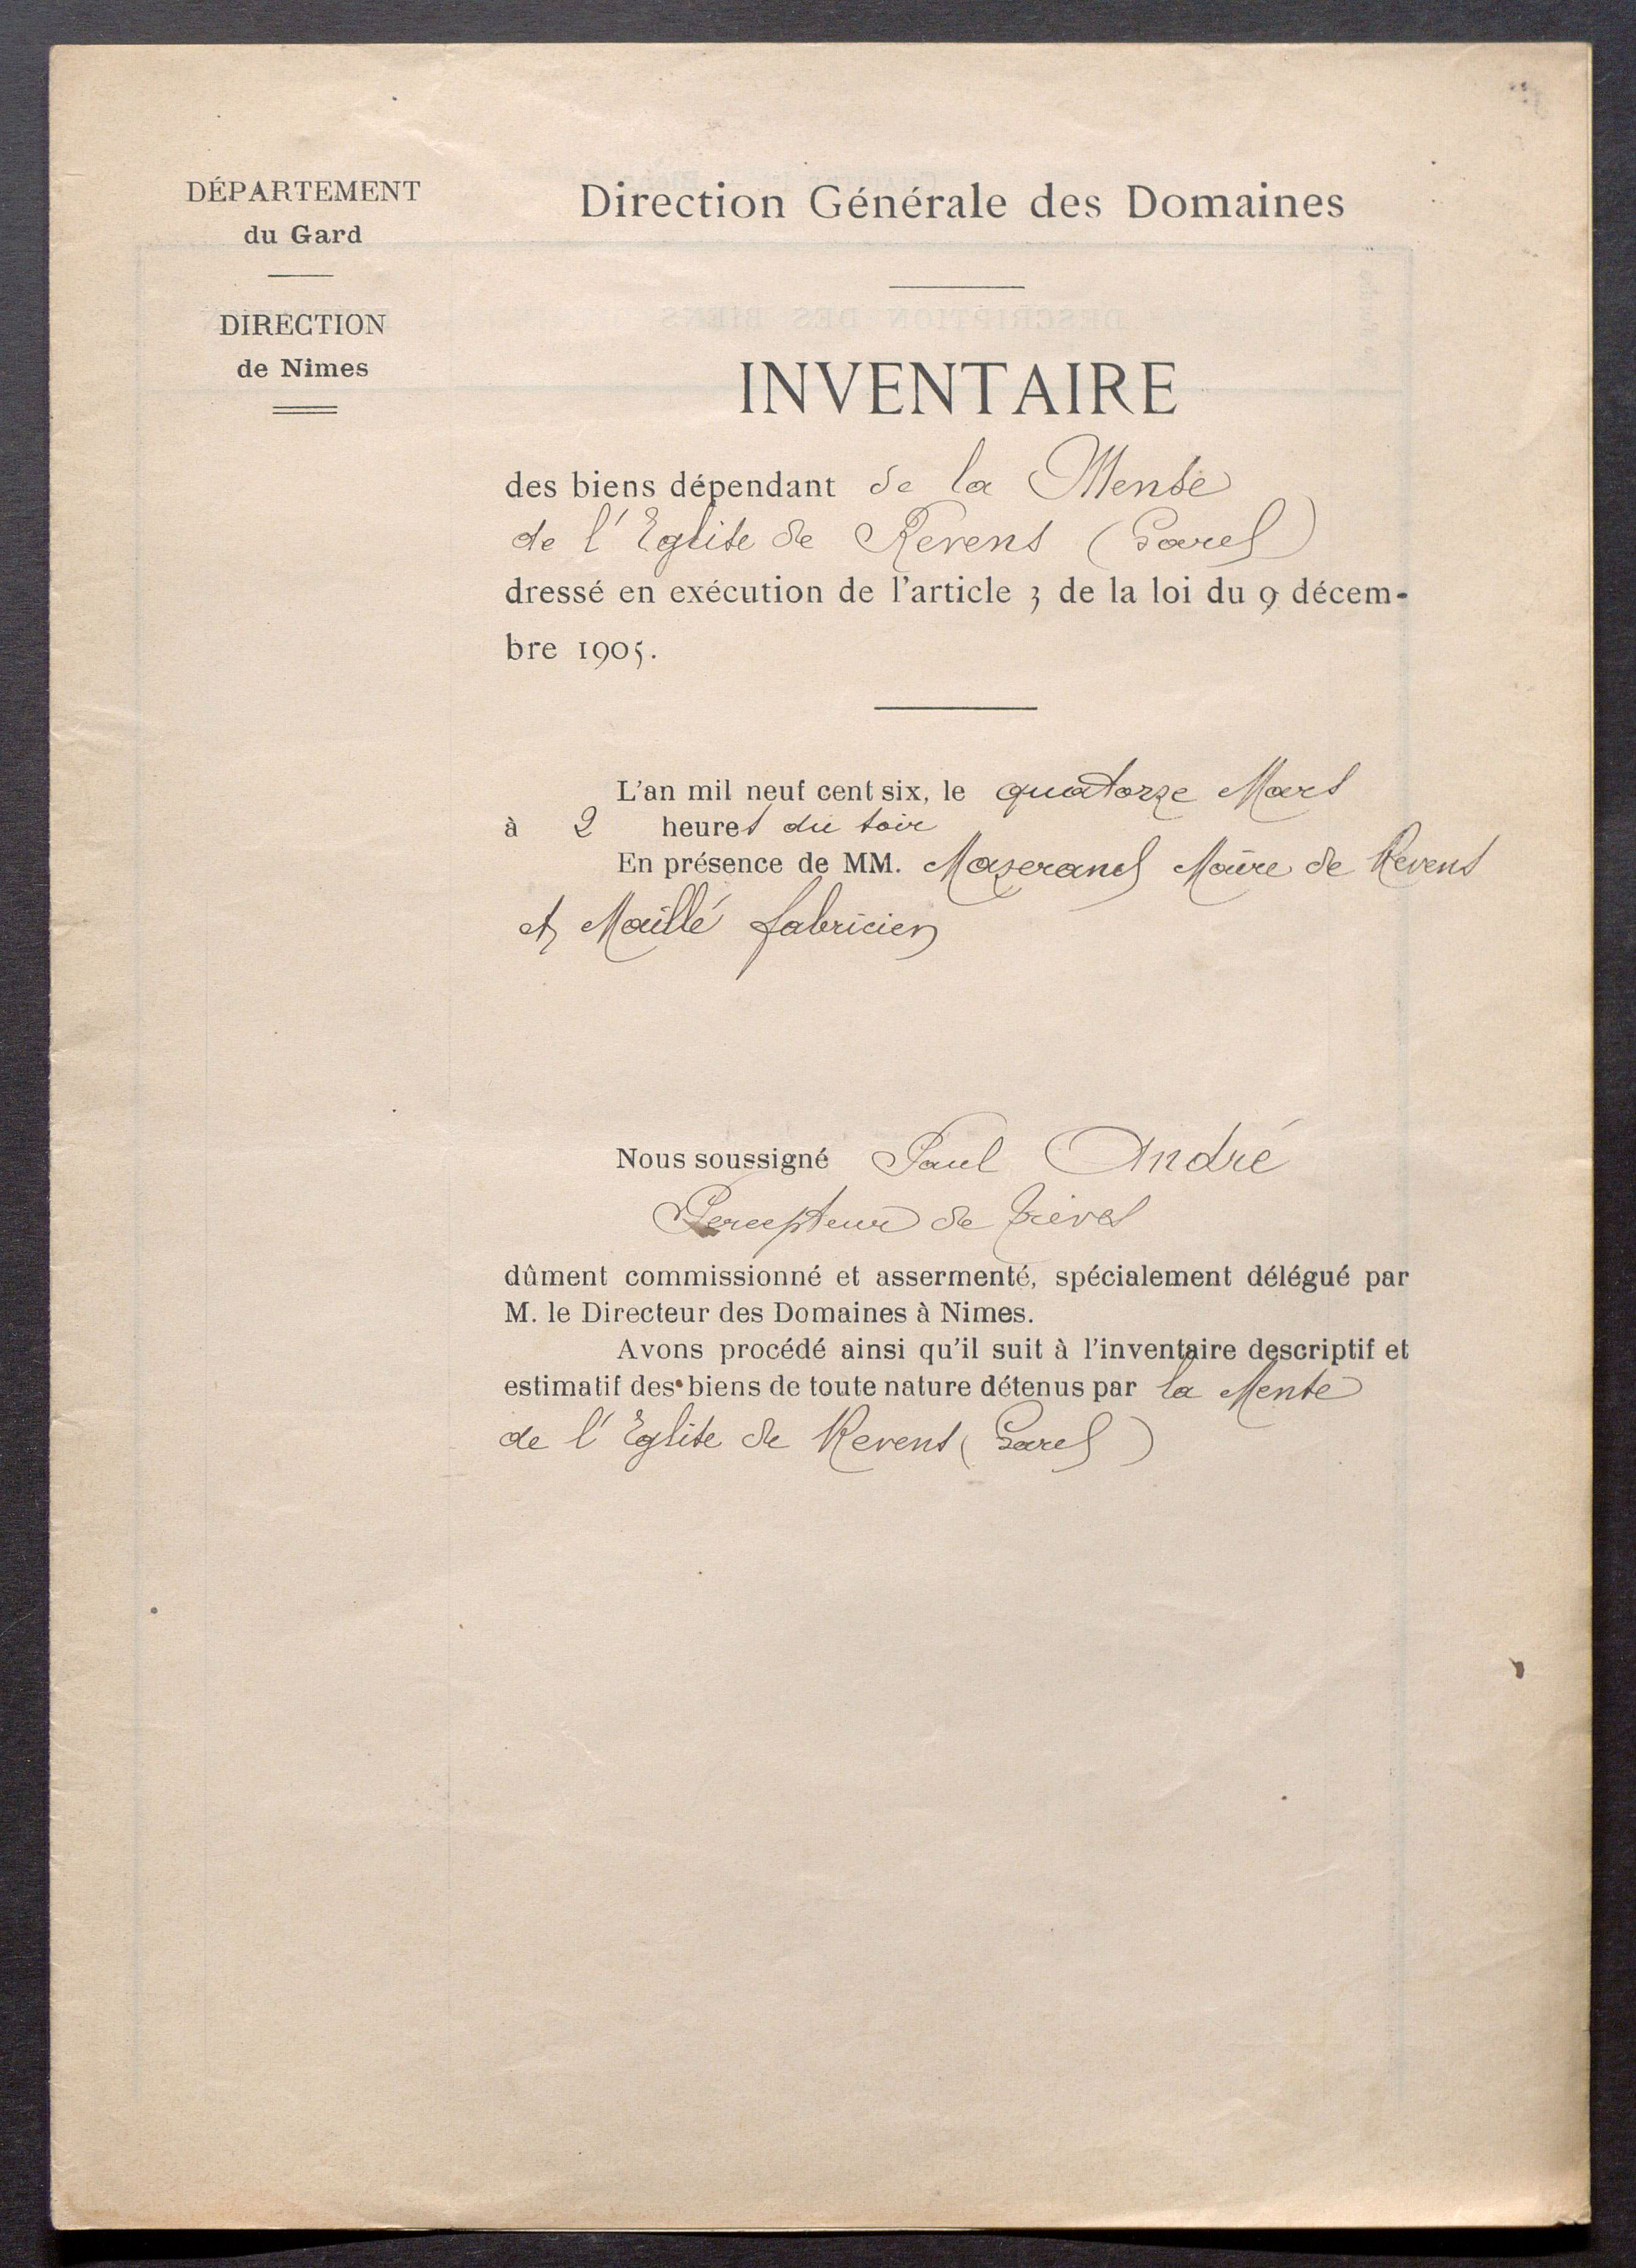 DÉPARTEMENT
du Gard
DIRECTION
de Nimes
Direction Générale des Domaines
INVENTAIRE
des biens dépendant de la Mense
de l'Eglise de Revens (Gard)
dressé en exécution de l'article 3 de la loi du 9 décem-
bre 1905.
L'an mil neuf cent six, le quatorze Mars
à 2 heures du soir
En présence de MM. Mazerand Maire de Revens
et Maillé fabricien
Nous soussigné Paul André
Percepteur de Trèves
dûment commissionné et assermenté, spécialement délégué par
M. le Directeur des Domaines à Nimes.
Avons procédé ainsi qu'il suit à l'inventaire descriptif et
estimatif des biens de toute nature détenus par la Mense
de l'Eglise de Revens (Gard)